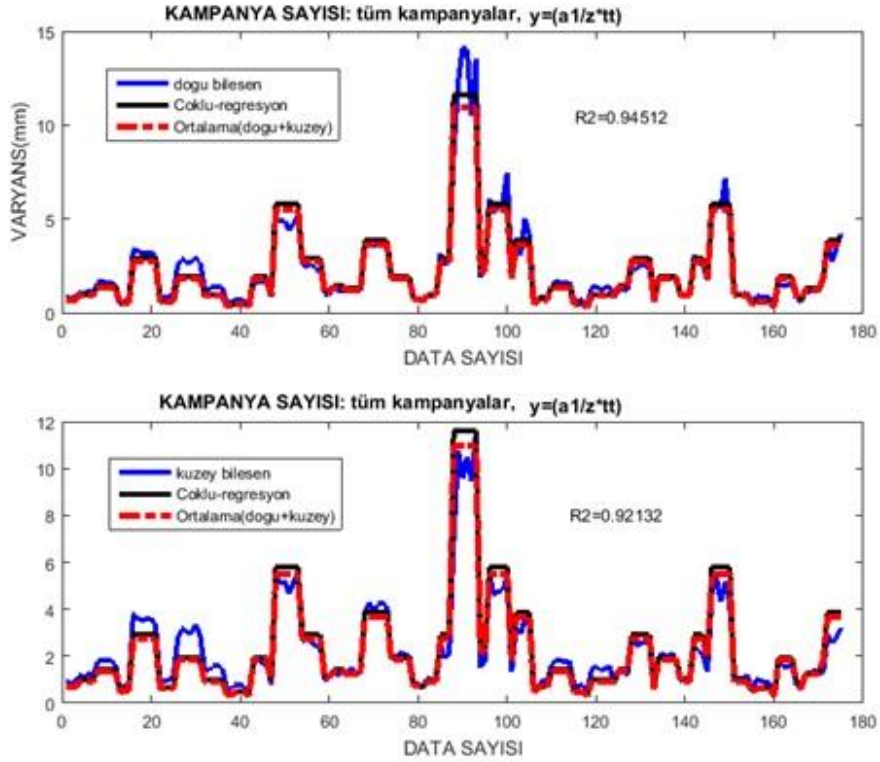 KAMPANYA SAYISI: tüm kampanyalar, y=(a1/z*tt)
15
10
5
0
VARYANS(mm)
dogu bilesen
Coklu-regresyon
Ortalama(dogu+kuzey)
R2=0.94512
0 20 40 60 80 100 120 140 160 180
DATA SAYISI
KAMPANYA SAYISI: tüm kampanyalar, y=(a1/z*tt)
12
10
8
6
4
2
0
kuzey bilesen
Coklu-regresyon
Ortalama(dogu+kuzey)
R2=0.92132
0 20 40 60 80 100 120 140 160 180
DATA SAYISI